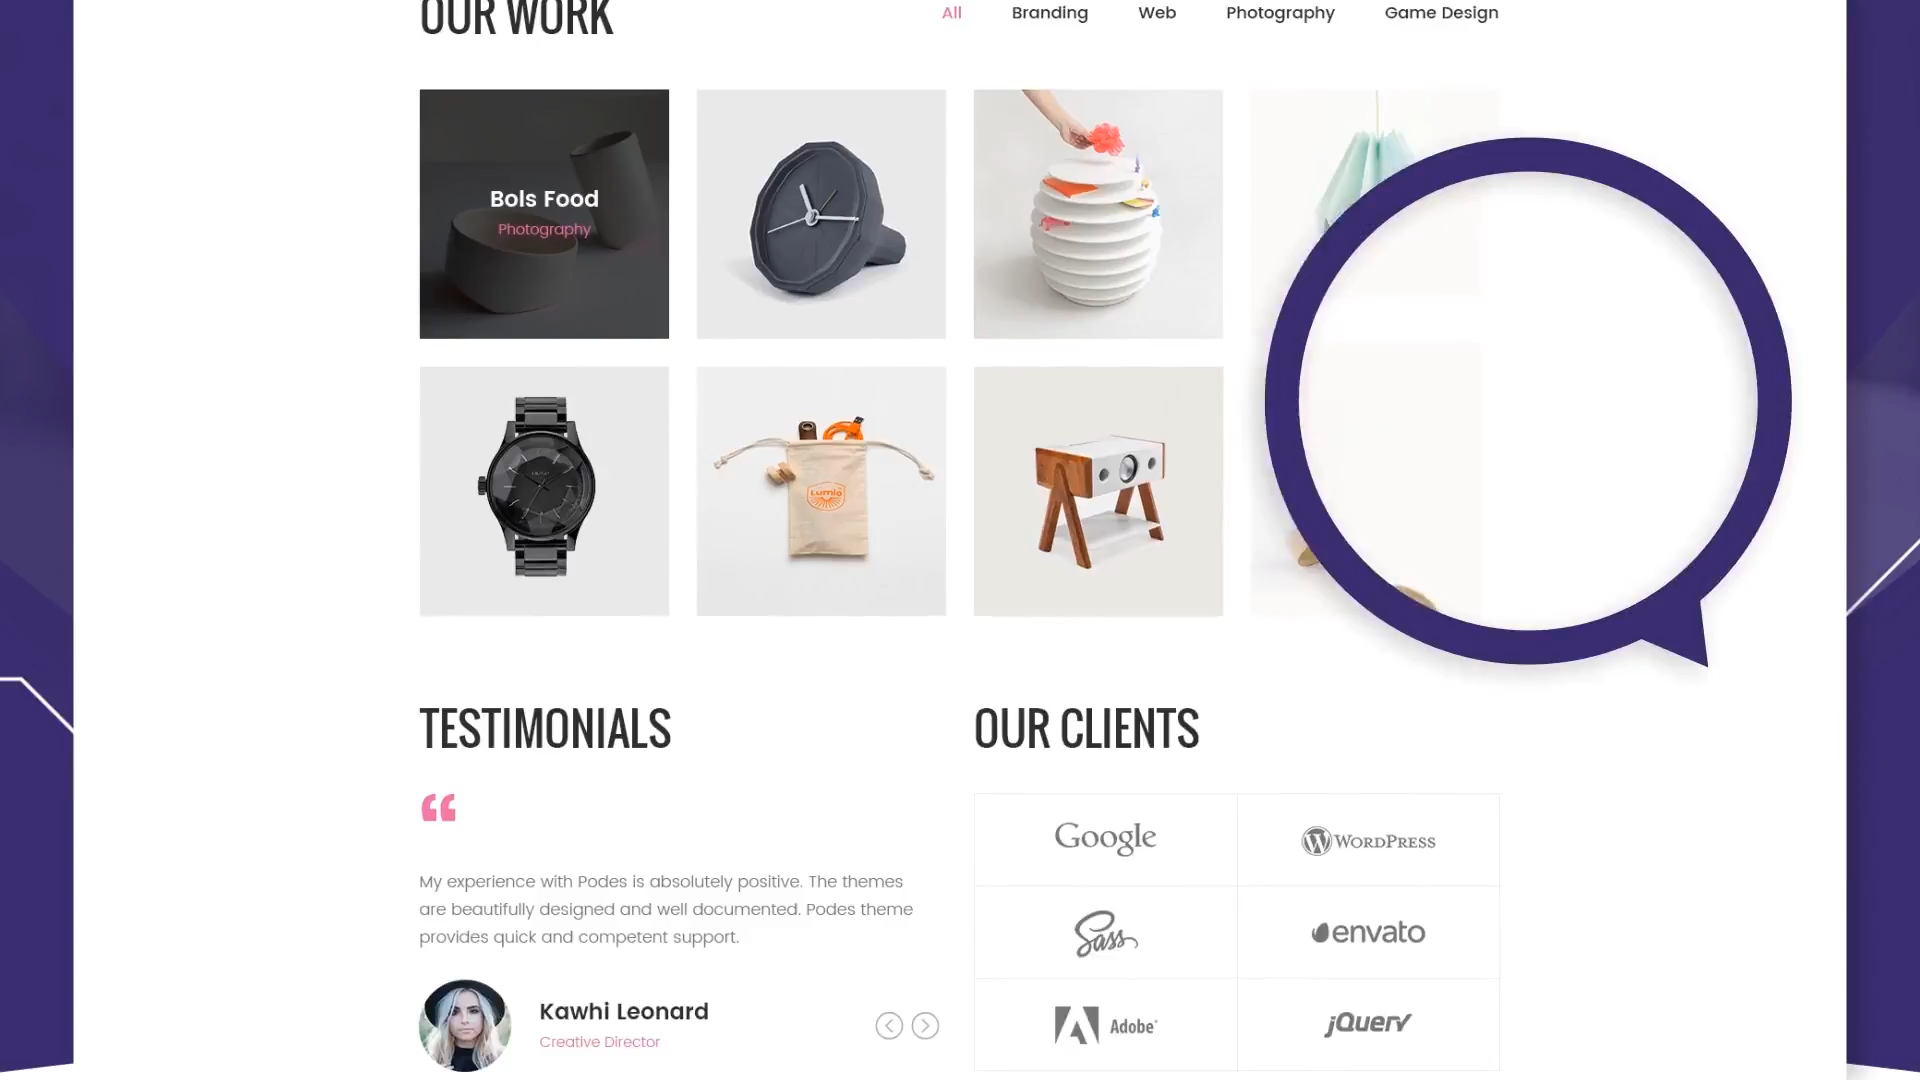 OUR WORK
All
Branding
Web
Photography
Game Design
Bols Food
Photography
Lumio
TESTIMONIALS
OUR CLIENTS
“
My experience with Podes is absolutely positive. The themes
are beautifully designed and well documented. Podes theme
provides quick and competent support.
Kawhi Leonard
Creative Director
Google
WORDPRESS
Sass
envato
Adobe
jQuery